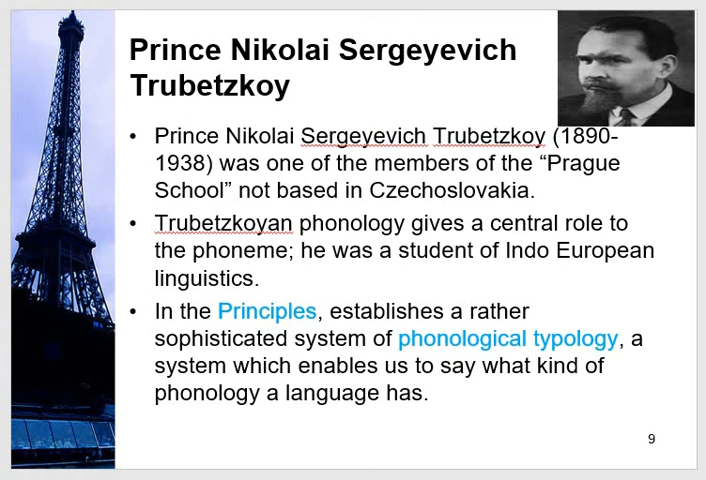 Prince Nikolai Sergeyevich
Trubetzkoy
• Prince Nikolai Sergeyevich Trubetzkoy (1890-
1938) was one of the members of the “Prague
School” not based in Czechoslovakia.
• Trubetzkoyan phonology gives a central role to
the phoneme; he was a student of Indo European
linguistics.
• In the Principles, establishes a rather
sophisticated system of phonological typology, a
system which enables us to say what kind of
phonology a language has.
9